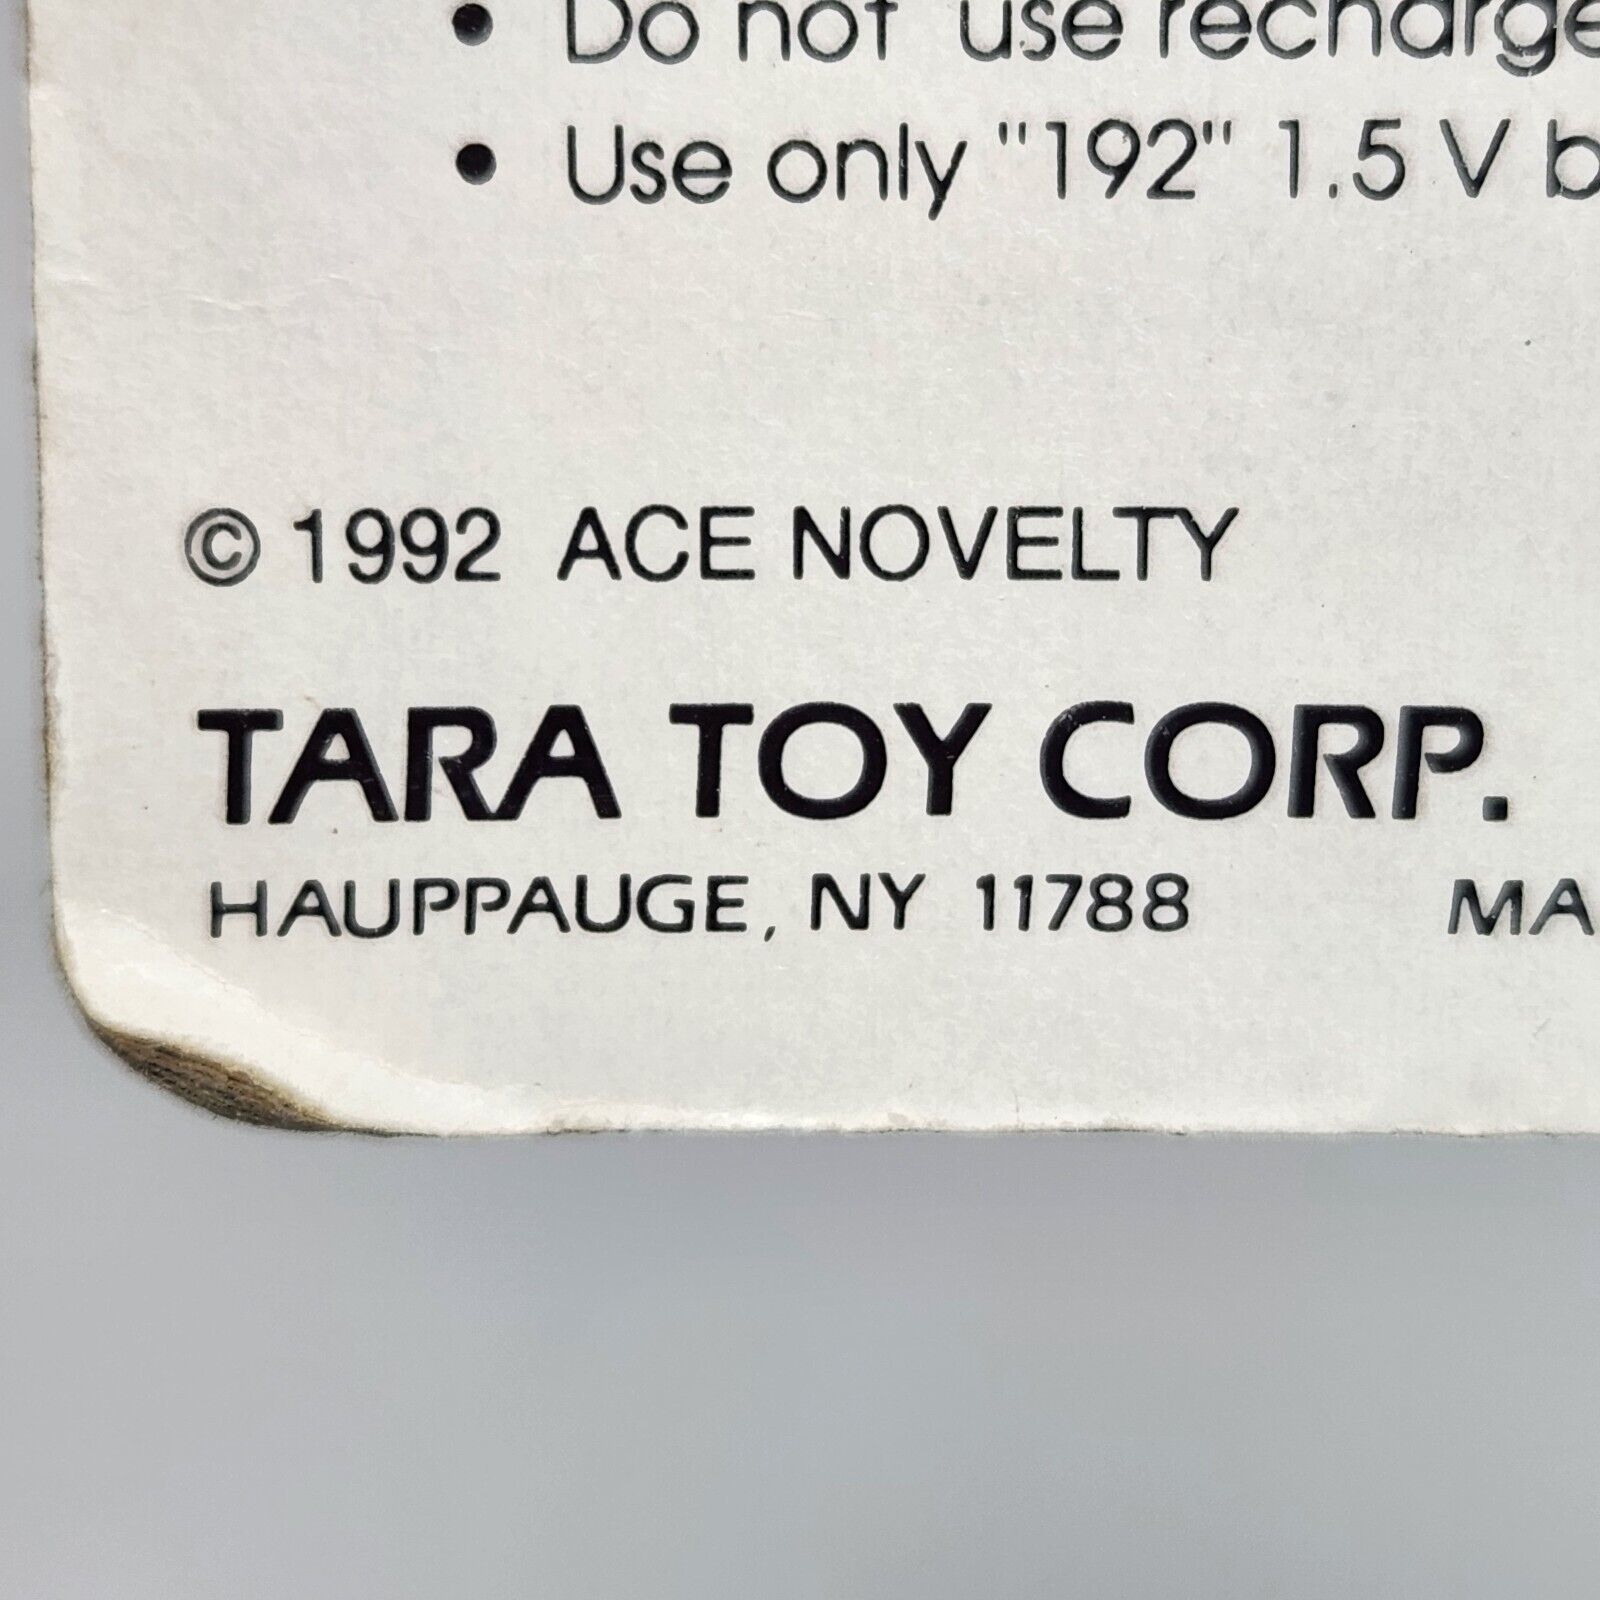 • Do not use recharge
• Use only "192" 1.5 V b
© 1992 ACE NOVELTY
TARA TOY CORP.
HAUPPAUGE, NY 11788 MA